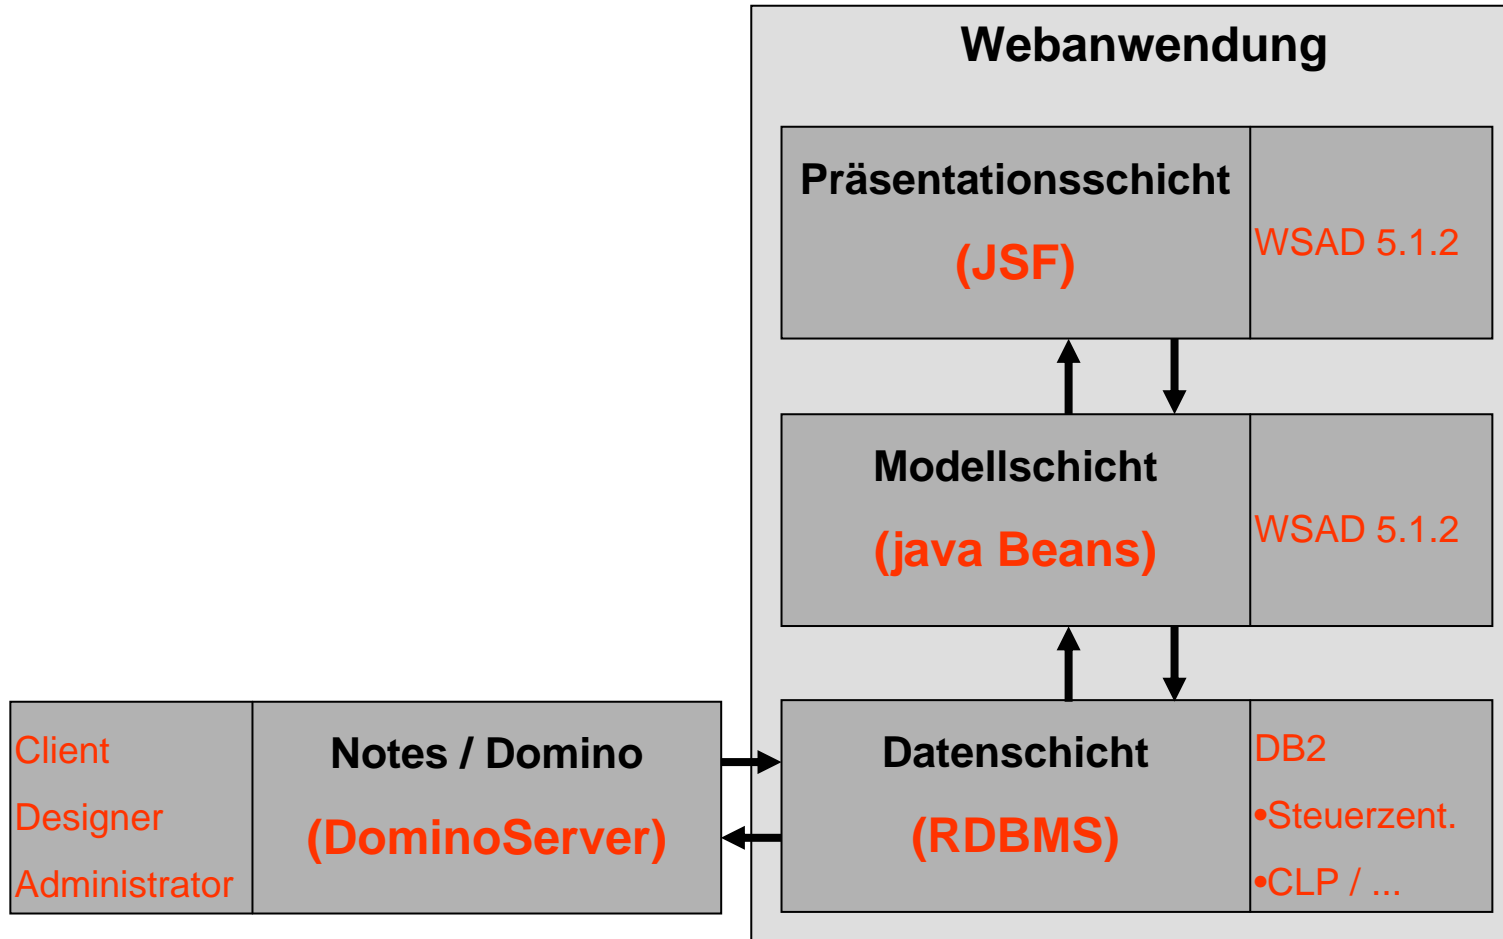 Webanwendung
Präsentationsschicht
(JSF)
WSAD 5.1.2
Modellschicht
(java Beans)
WSAD 5.1.2
Client
Designer
Administrator
Notes / Domino
(DominoServer)
Datenschicht
(RDBMS)
DB2
•Steuerzent.
•CLP / ...